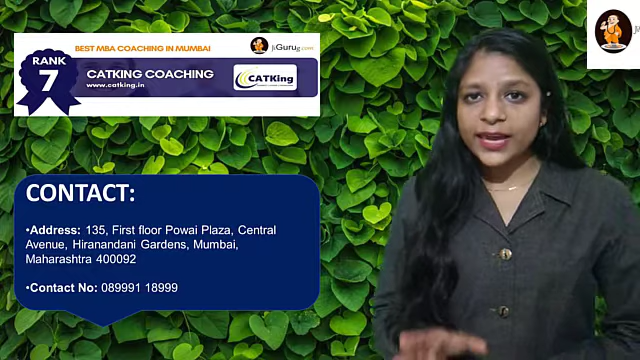 BEST MBA COACHING IN MUMBAI
JiGuruG.com
RANK
7
CATKING COACHING
www.catking.in
CATKing
CONTACT:
•Address: 135, First floor Powai Plaza, Central
Avenue, Hiranandani Gardens, Mumbai,
Maharashtra 400092
•Contact No: 089991 18999